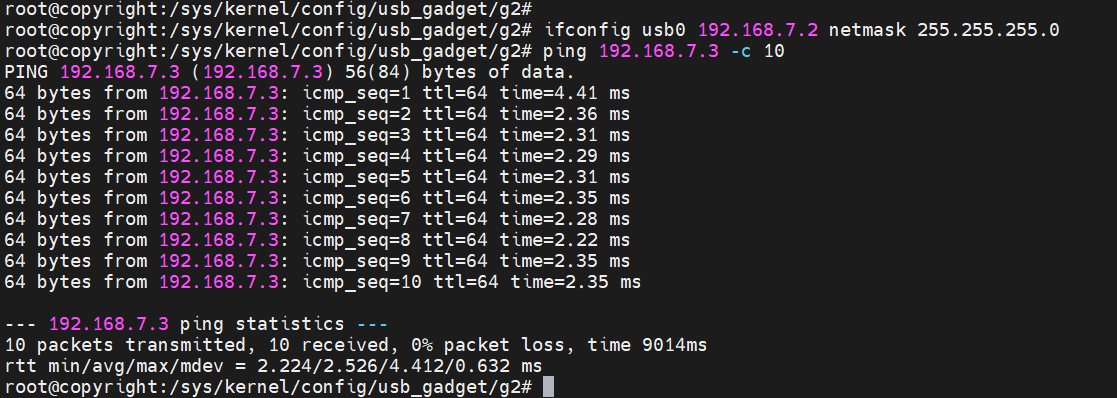 root@copyright:/sys/kernel/config/usb_gadget/g2#
root@copyright:/sys/kernel/config/usb_gadget/g2# ifconfig usb0 192.168.7.2 netmask 255.255.255.0
root@copyright:/sys/kernel/config/usb_gadget/g2# ping 192.168.7.3 -c 10
PING 192.168.7.3 (192.168.7.3) 56(84) bytes of data.
64 bytes from 192.168.7.3: icmp_seq=1 ttl=64 time=4.41 ms
64 bytes from 192.168.7.3: icmp_seq=2 ttl=64 time=2.36 ms
64 bytes from 192.168.7.3: icmp_seq=3 ttl=64 time=2.31 ms
64 bytes from 192.168.7.3: icmp_seq=4 ttl=64 time=2.29 ms
64 bytes from 192.168.7.3: icmp_seq=5 ttl=64 time=2.31 ms
64 bytes from 192.168.7.3: icmp_seq=6 ttl=64 time=2.35 ms
64 bytes from 192.168.7.3: icmp_seq=7 ttl=64 time=2.28 ms
64 bytes from 192.168.7.3: icmp_seq=8 ttl=64 time=2.22 ms
64 bytes from 192.168.7.3: icmp_seq=9 ttl=64 time=2.35 ms
64 bytes from 192.168.7.3: icmp_seq=10 ttl=64 time=2.35 ms
--- 192.168.7.3 ping statistics ---
10 packets transmitted, 10 received, 0% packet loss, time 9014ms
rtt min/avg/max/mdev = 2.224/2.526/4.412/0.632 ms
root@copyright:/sys/kernel/config/usb_gadget/g2#